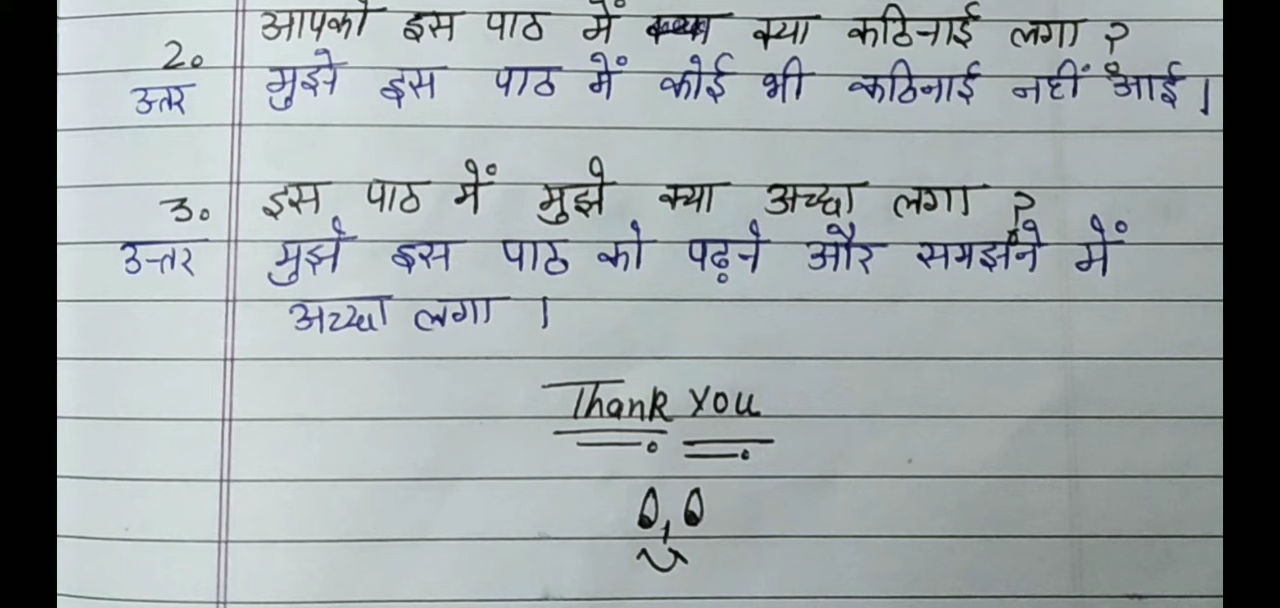 आपको इस पाठ में क्या कठिनाई लगा ?
2.
उत्तर मुझे इस पाठ में कोई भी कठिनाई नहीं आई |
3. इस पाठ में मुझे क्या अच्छा लगा ?
उत्तर मुझे इस पाठ को पढ़ने और समझने में
अच्छा लगा |
Thank You